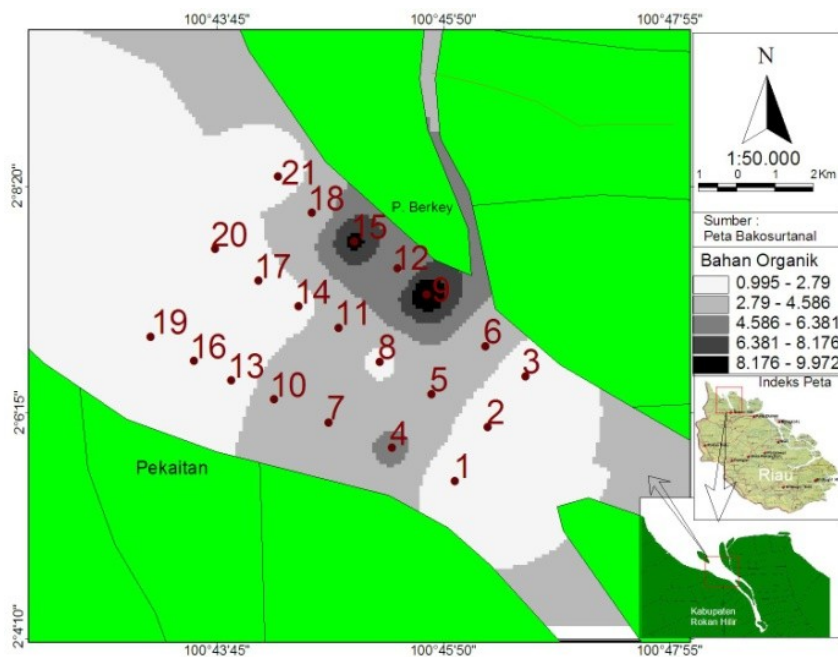 100°43'45" 100°45'50" 100°47'55"
N
1:50.000
1 0 1 2 Km
2°8'20"
21
18
P. Berkey
15
20
12
17
9
14
11
6
19
16
8
3
13
10
5
7
2
4
1
2°6'15"
Pekaitan
2°4'10"
Sumber :
Peta Bakosurtanal
Bahan Organik
0.995 - 2.79
2.79 - 4.586
4.586 - 6.381
6.381 - 8.176
8.176 - 9.972
Indeks Peta
Riau
Kabupaten
Rokan Hilir
100°43'45" 100°45'50" 100°47'55"